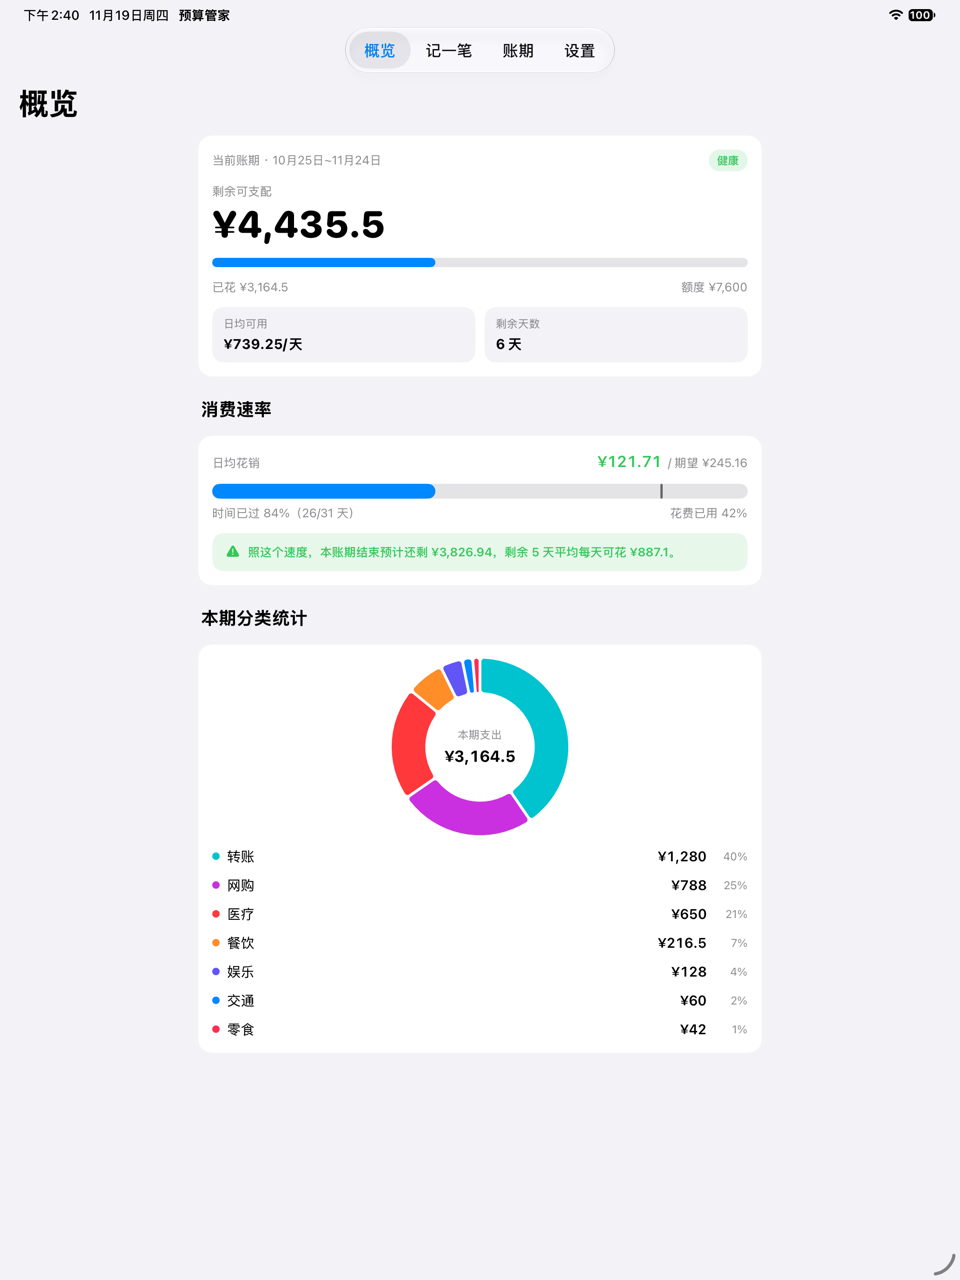 下午2:40 11月19日周四 预算管家
100
概览 记一笔 账期 设置
概览
当前账期 · 10月25日~11月24日 健康
剩余可支配
¥4,435.5
已花 ¥3,164.5 额度 ¥7,600
日均可用 剩余天数
¥739.25/天 6 天
消费速率
日均花销 ¥121.71 / 期望 ¥245.16
时间已过 84%（26/31 天） 花费已用 42%
照这个速度，本账期结束预计还剩 ¥3,826.94，剩余 5 天平均每天可花 ¥887.1。
本期分类统计
本期支出
¥3,164.5
转账 ¥1,280 40%
网购 ¥788 25%
医疗 ¥650 21%
餐饮 ¥216.5 7%
娱乐 ¥128 4%
交通 ¥60 2%
零食 ¥42 1%